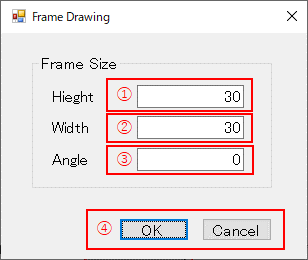 Frame Drawing
Frame Size
Hieght ① 30
Width ② 30
Angle ③ 0
④ OK Cancel